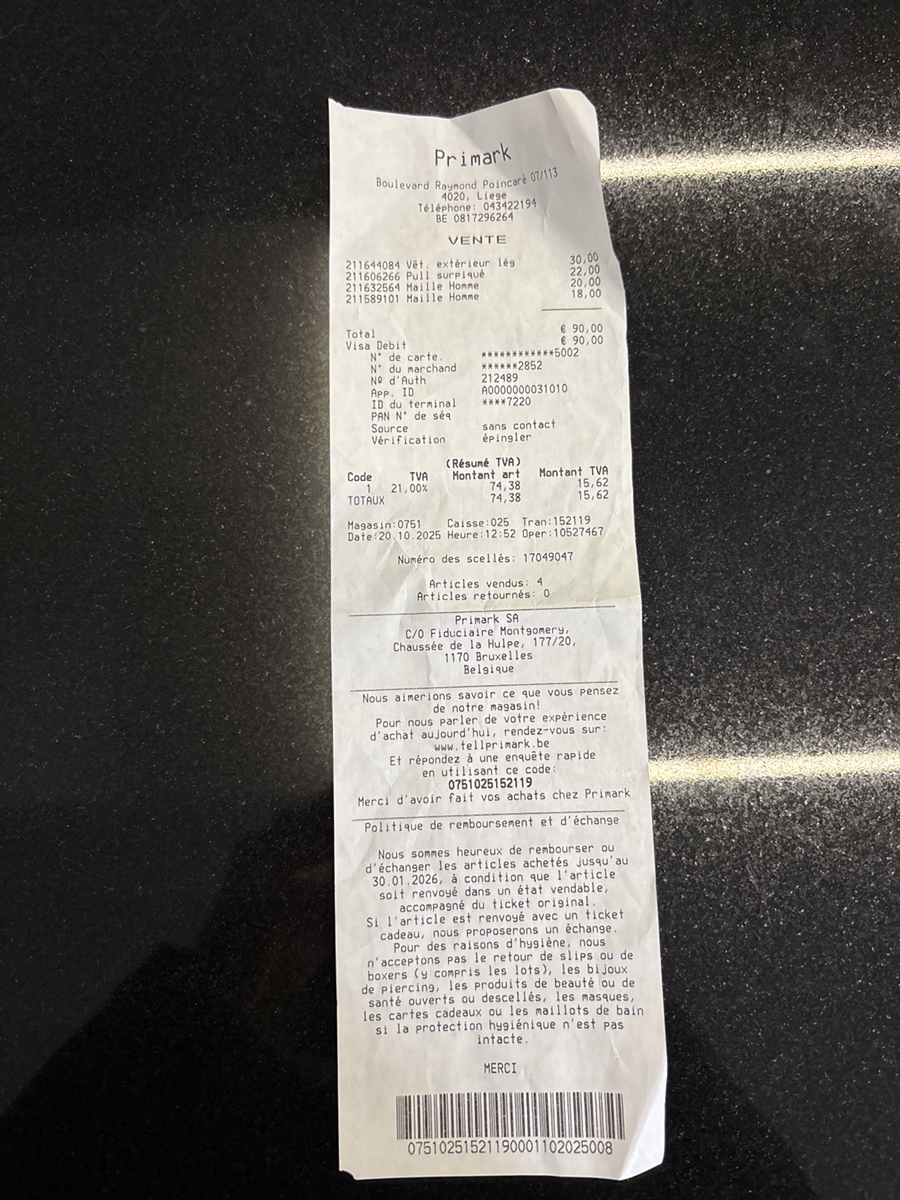 Primark
Boulevard Raymond Poincaré 07/113
4020, Liege
Téléphone: 043422194
BE 0817296264
VENTE
211644084 Vêt. extérieur lég 30,00
211606266 Pull surpiqué 22,00
211632564 Maille Homme 20,00
211589101 Maille Homme 18,00
Total € 90,00
Visa Debit € 90,00
N° de carte. ************5002
N° du marchand ******2852
Nº d'Auth 212489
App. ID A0000000031010
ID du terminal ****7220
PAN N° de séq
Source sans contact
Vérification épingler
(Résumé TVA)
Code TVA Montant art Montant TVA
1 21,00% 74,38 15,62
TOTAUX 74,38 15,62
Magasin:0751 Caisse:025 Tran:152119
Date:20.10.2025 Heure:12:52 Oper:10527467
Numéro des scellés: 17049047
Articles vendus: 4
Articles retournés: 0
Primark SA
C/O Fiduciaire Montgomery,
Chaussée de la Hulpe, 177/20,
1170 Bruxelles
Belgique
Nous aimerions savoir ce que vous pensez
de notre magasin!
Pour nous parler de votre expérience
d'achat aujourd'hui, rendez-vous sur:
www.tellprimark.be
Et répondez à une enquête rapide
en utilisant ce code:
0751025152119
Merci d'avoir fait vos achats chez Primark
Politique de remboursement et d'échange
Nous sommes heureux de rembourser ou
d'échanger les articles achetés jusqu'au
30.01.2026, à condition que l'article
soit renvoyé dans un état vendable,
accompagné du ticket original.
Si l'article est renvoyé avec un ticket
cadeau, nous proposerons un échange.
Pour des raisons d'hygiène, nous
n'acceptons pas le retour de slips ou de
boxers (y compris les lots), les bijoux
de piercing, les produits de beauté ou de
santé ouverts ou descellés, les masques,
les cartes cadeaux ou les maillots de bain
si la protection hygiénique n'est pas
intacte.
MERCI
07510251521190001102025008